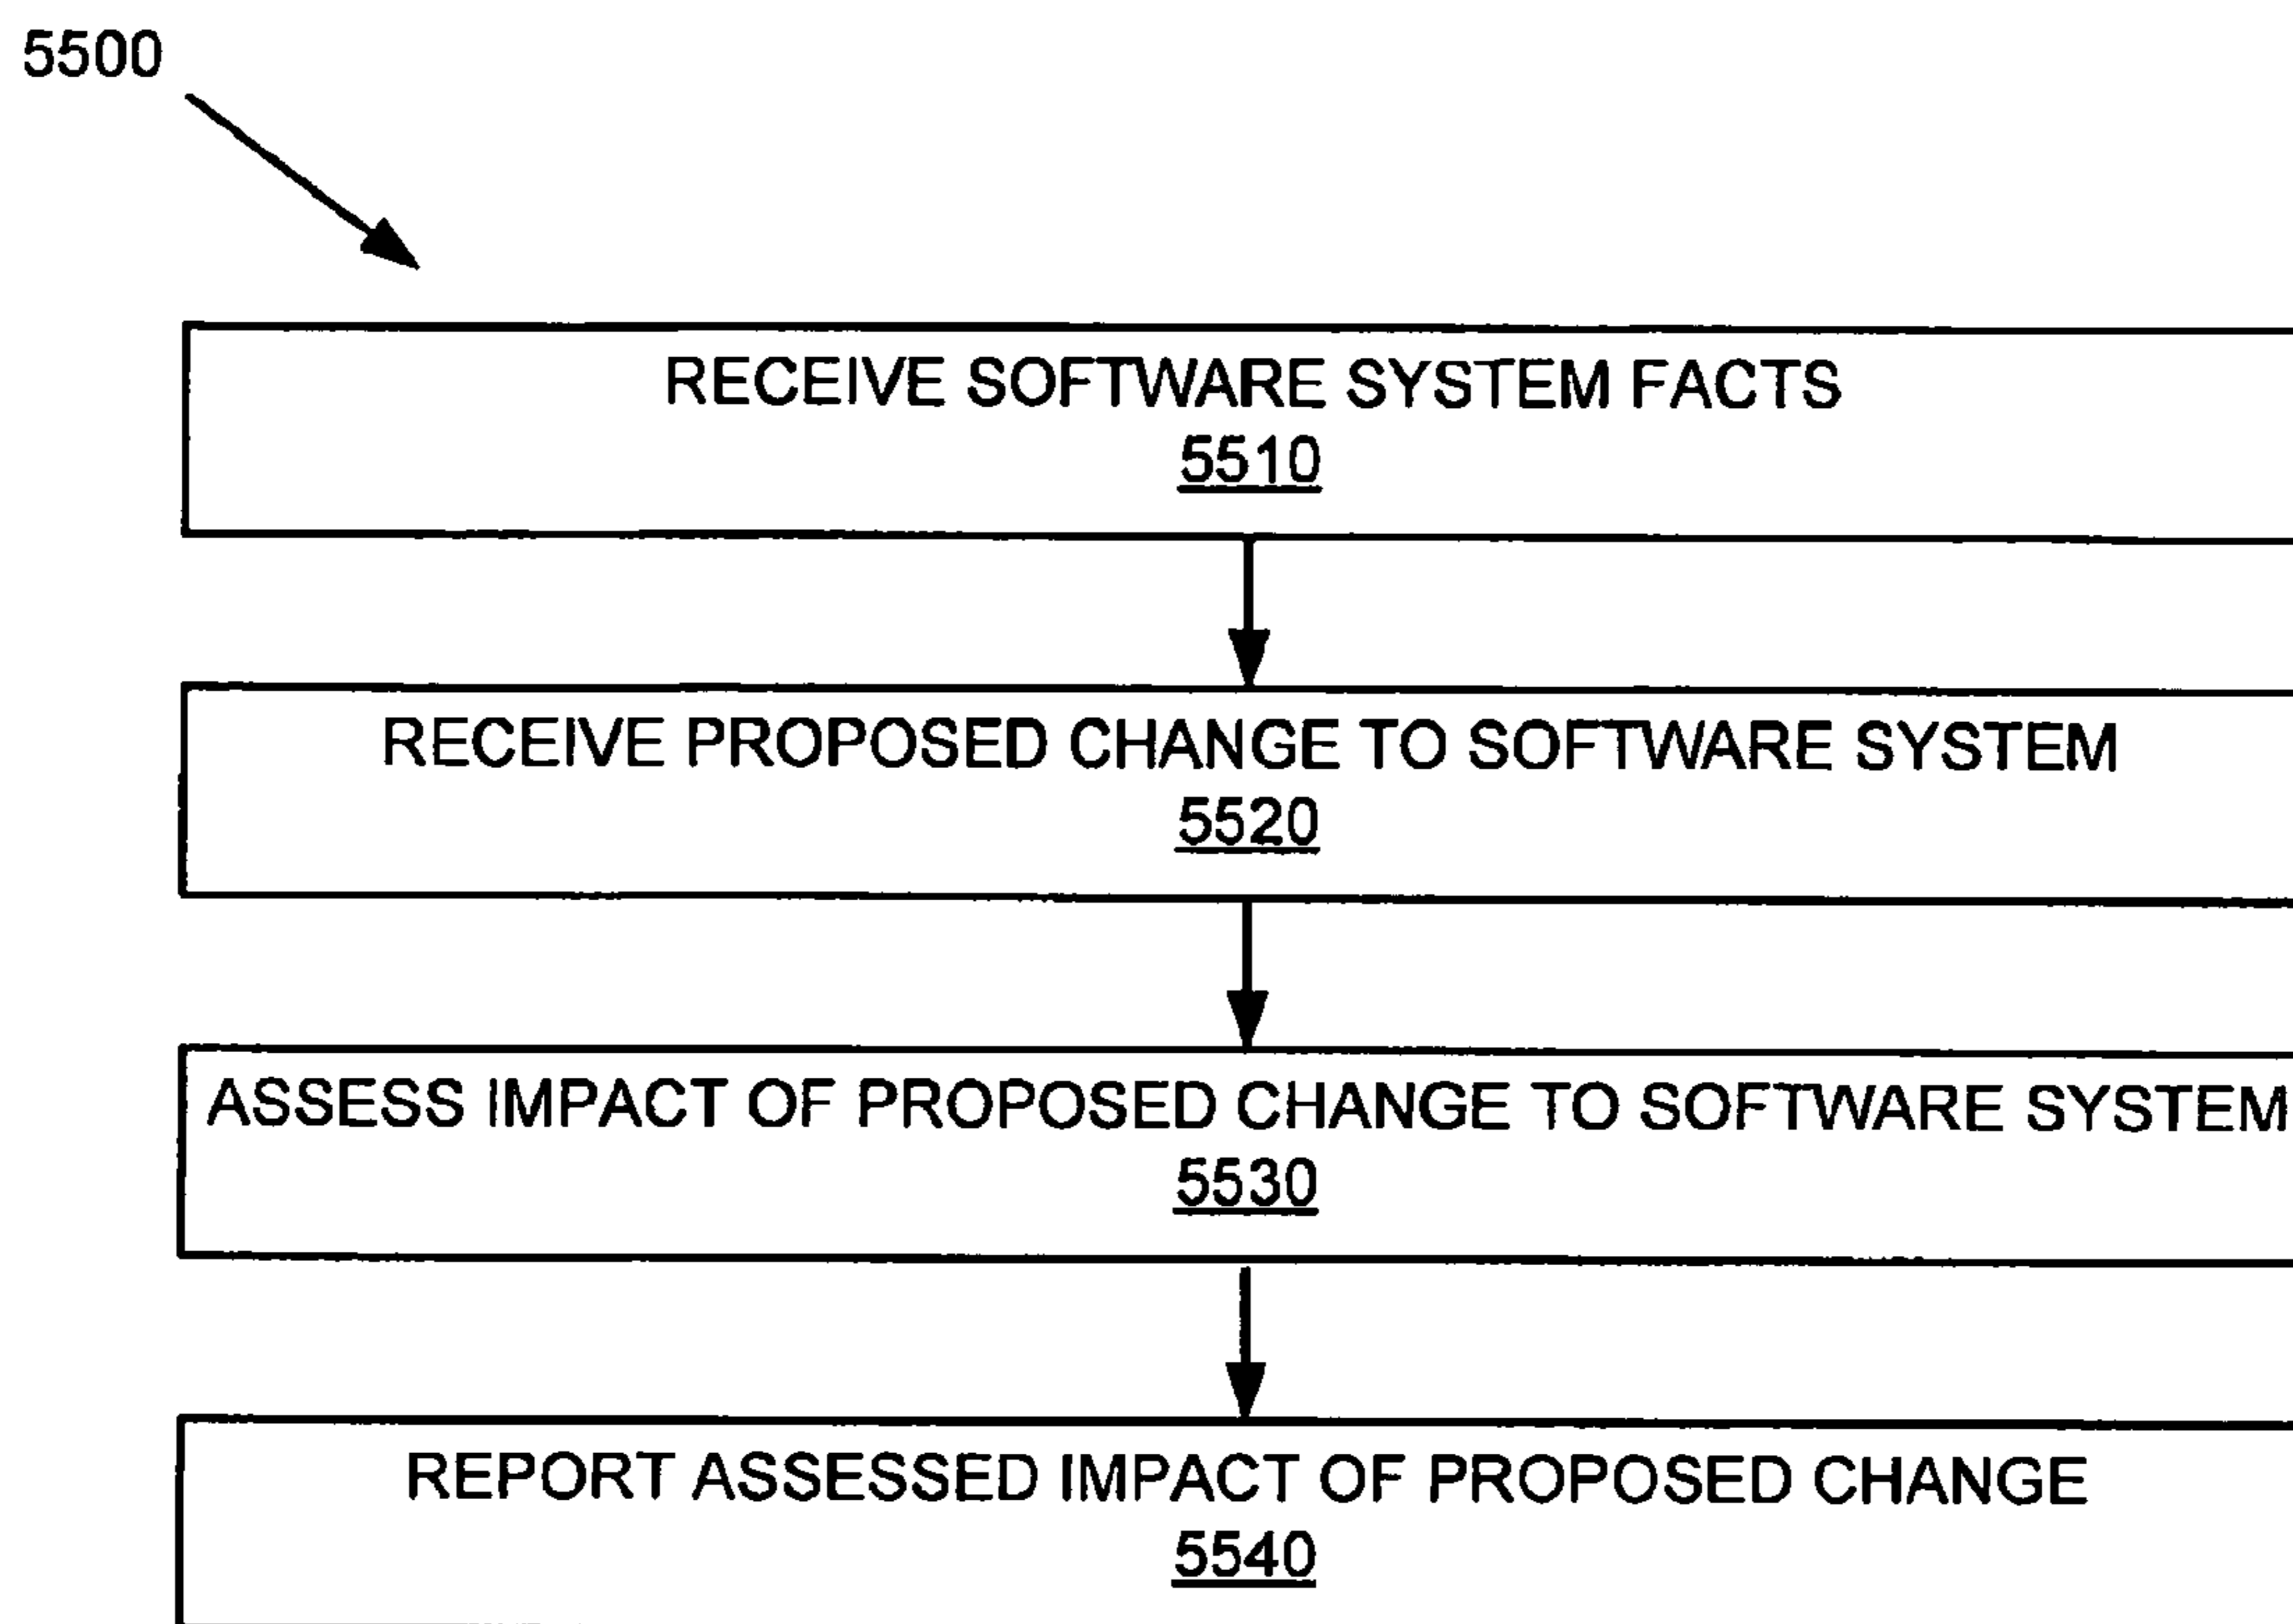 5500
RECEIVE SOFTWARE SYSTEM FACTS
5510
RECEIVE PROPOSED CHANGE TO SOFTWARE SYSTEM
5520
ASSESS IMPACT OF PROPOSED CHANGE TO SOFTWARE SYSTEM
5530
REPORT ASSESSED IMPACT OF PROPOSED CHANGE
5540